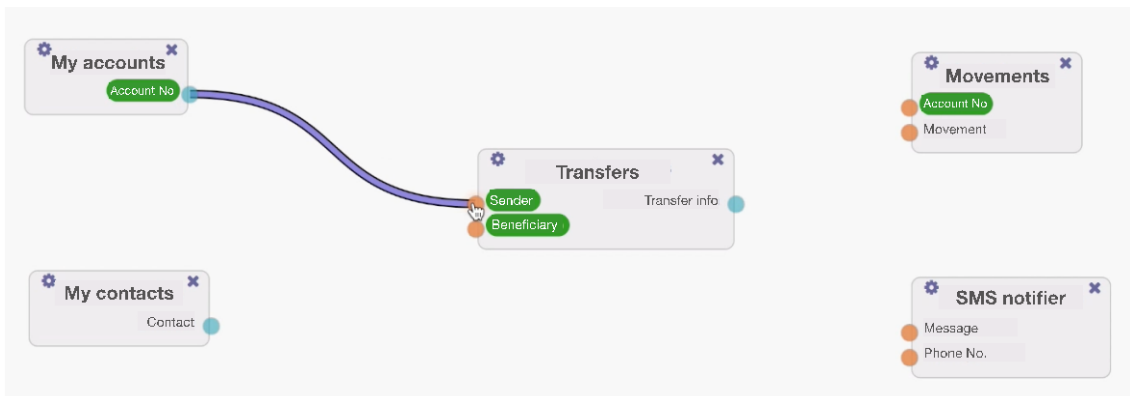 My accounts
Account No
Movements
Account No
Movement
Transfers
Sender
Transfer info
Beneficiary
My contacts
Contact
SMS notifier
Message
Phone No.